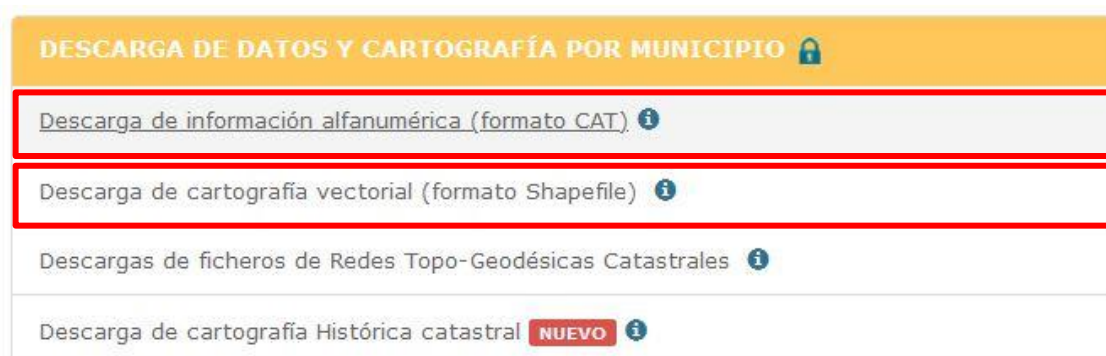 DESCARGA DE DATOS Y CARTOGRAFÍA POR MUNICIPIO
Descarga de información alfanumérica (formato CAT)
Descarga de cartografía vectorial (formato Shapefile)
Descargas de ficheros de Redes Topo-Geodésicas Catastrales
Descarga de cartografía Histórica catastral NUEVO